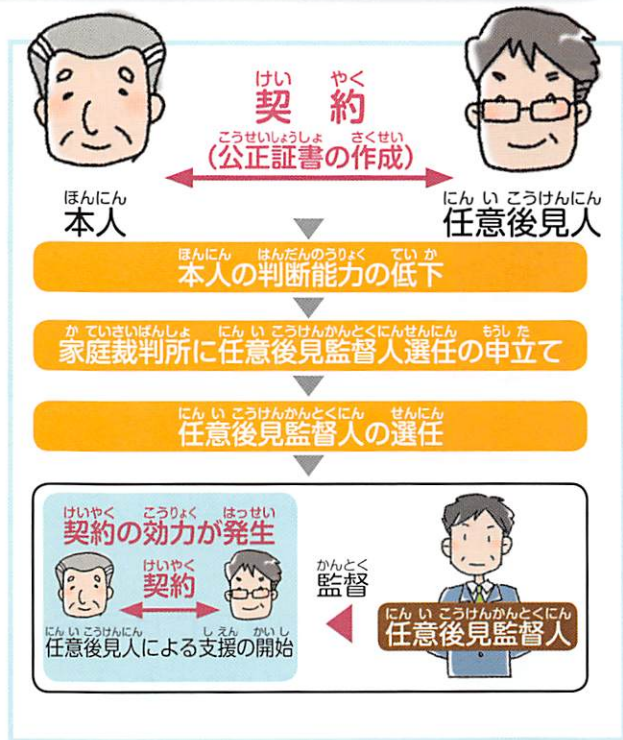 けい やく
契 約
こうせいしょうしょ さくせい
(公正証書の作成)
ほんにん
本人
にん い こうけんにん
任意後見人
ほんにん はんだんのうりょく てい か
本人の判断能力の低下
か ていさいばんしょ にん い こうけんかんとくにんせんにん もうし た
家庭裁判所に任意後見監督人選任の申立て
にん い こうけんかんとくにん せんにん
任意後見監督人の選任
けいやく こうりょく はっせい
契約の効力が発生
けいやく
契約
にん い こうけんにん し えん かい し
任意後見人による支援の開始
かんとく
監督
にん い こうけんかんとくにん
任意後見監督人